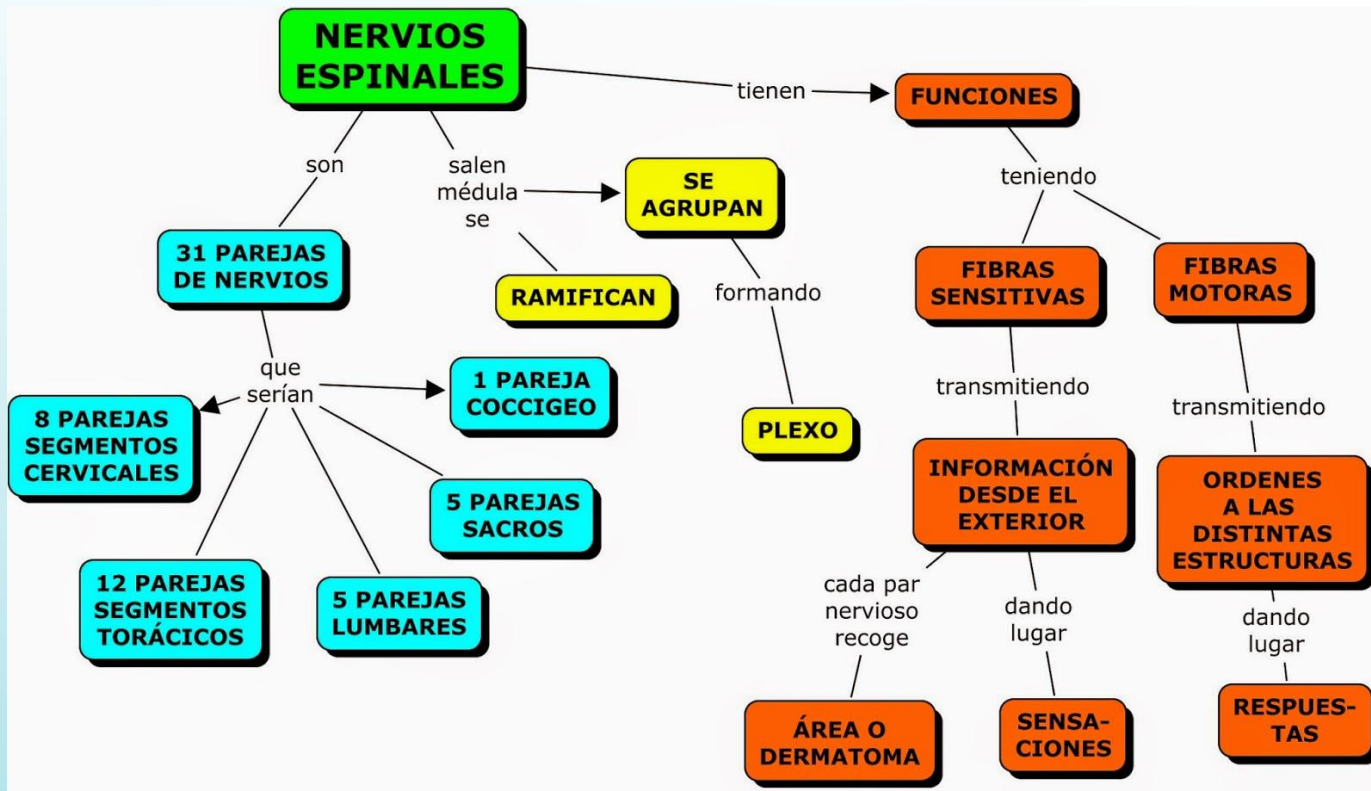 NERVIOS
ESPINALES
tienen
FUNCIONES
son
salen
médula
se
SE
AGRUPAN
teniendo
31 PAREJAS
DE NERVIOS
RAMIFICAN
formando
FIBRAS
SENSITIVAS
FIBRAS
MOTORAS
que
serían
1 PAREJA
COCCIGEO
8 PAREJAS
SEGMENTOS
CERVICALES
PLEXO
transmitiendo
transmitiendo
5 PAREJAS
SACROS
INFORMACIÓN
DESDE EL
EXTERIOR
ORDENES
A LAS
DISTINTAS
ESTRUCTURAS
12 PAREJAS
SEGMENTOS
TORÁCICOS
5 PAREJAS
LUMBARES
cada par
nervioso
recoge
dando
lugar
dando
lugar
ÁREA O
DERMATOMA
SENSA-
CIONES
RESPUES-
TAS